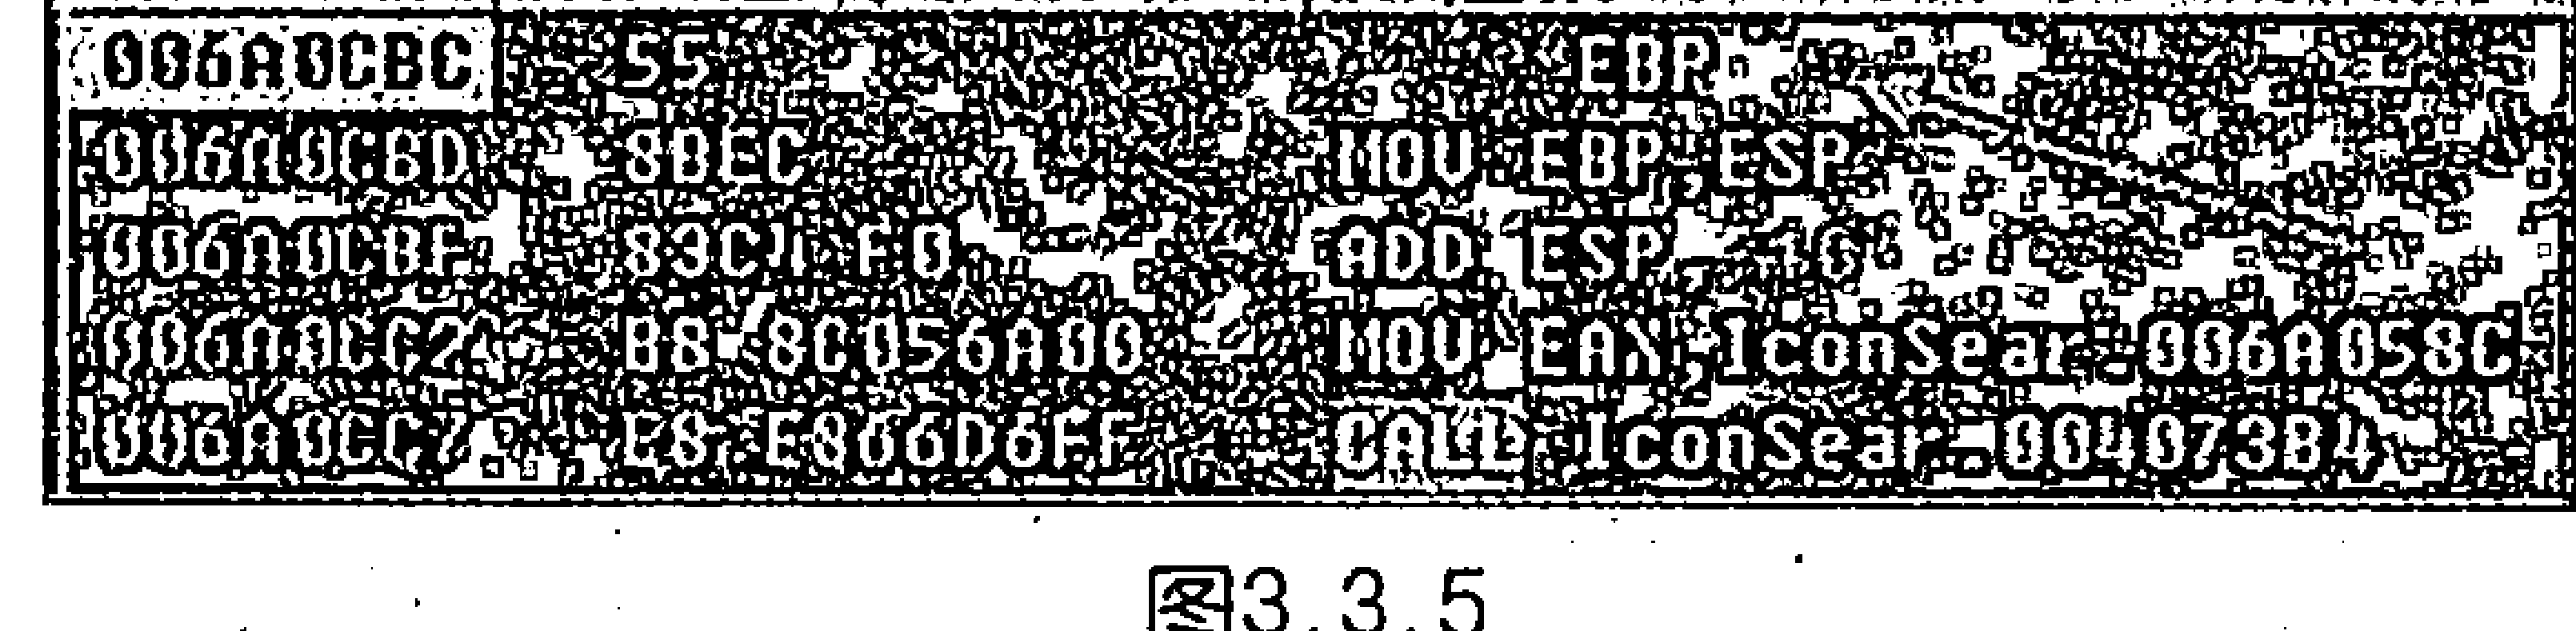 006A0CBC 55 EBP
006A0CBD 8BEC MOV EBP,ESP
006A0CBF 83C4 F0 ADD ESP,-10
006A0CC2 B8 8C056A00 MOV EAX,IconSear.006A058C
006A0CC7 E8 E866D6FF CALL IconSear.004073B4
图3.3.5